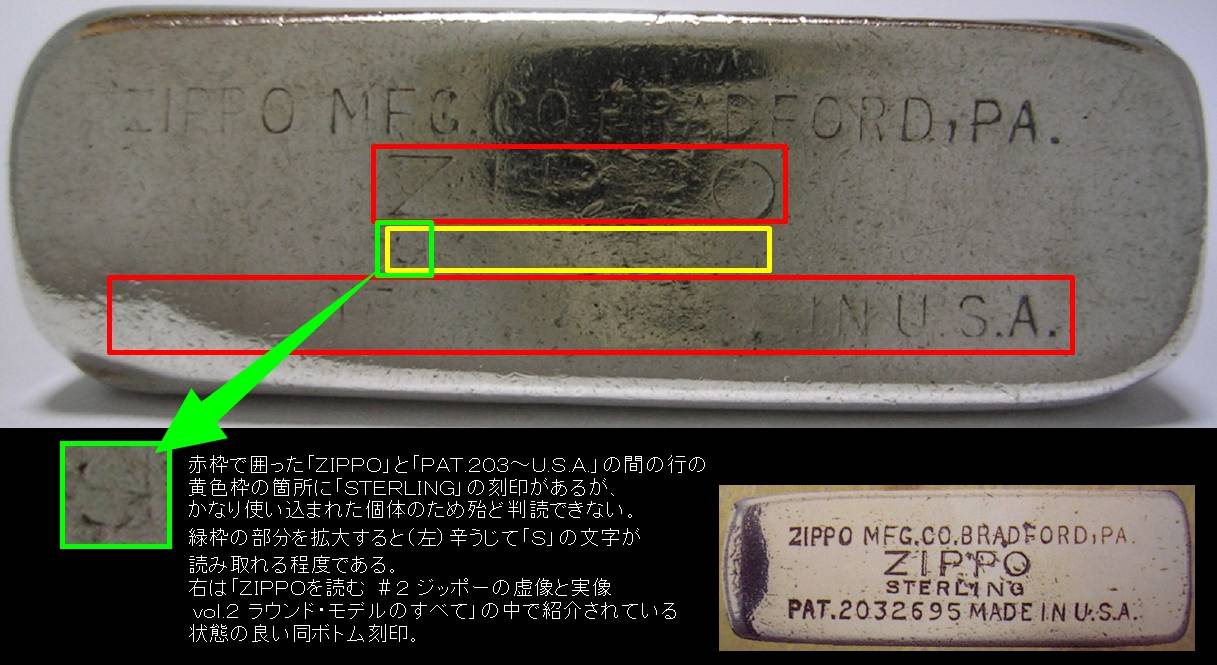 ZIPPO MFG.CO.BRADFORD,PA.
ZIPPO
IN U.S.A.
赤枠で囲った「ZIPPO」と「PAT.203～U.S.A.」の間の行の
黄色枠の箇所に「STERLING」の刻印があるが、
かなり使い込まれた個体のため殆ど判読できない。
緑枠の部分を拡大すると(左)辛うじて「S」の文字が
読み取れる程度である。
右は「ZIPPOを読む ＃2 ジッポーの虚像と実像
vol.2 ラウンド・モデルのすべて」の中で紹介されている
状態の良い同ボトム刻印。
ZIPPO MFG.CO.BRADFORD,PA.
ZIPPO
STERLING
PAT.2032695 MADE IN U.S.A.